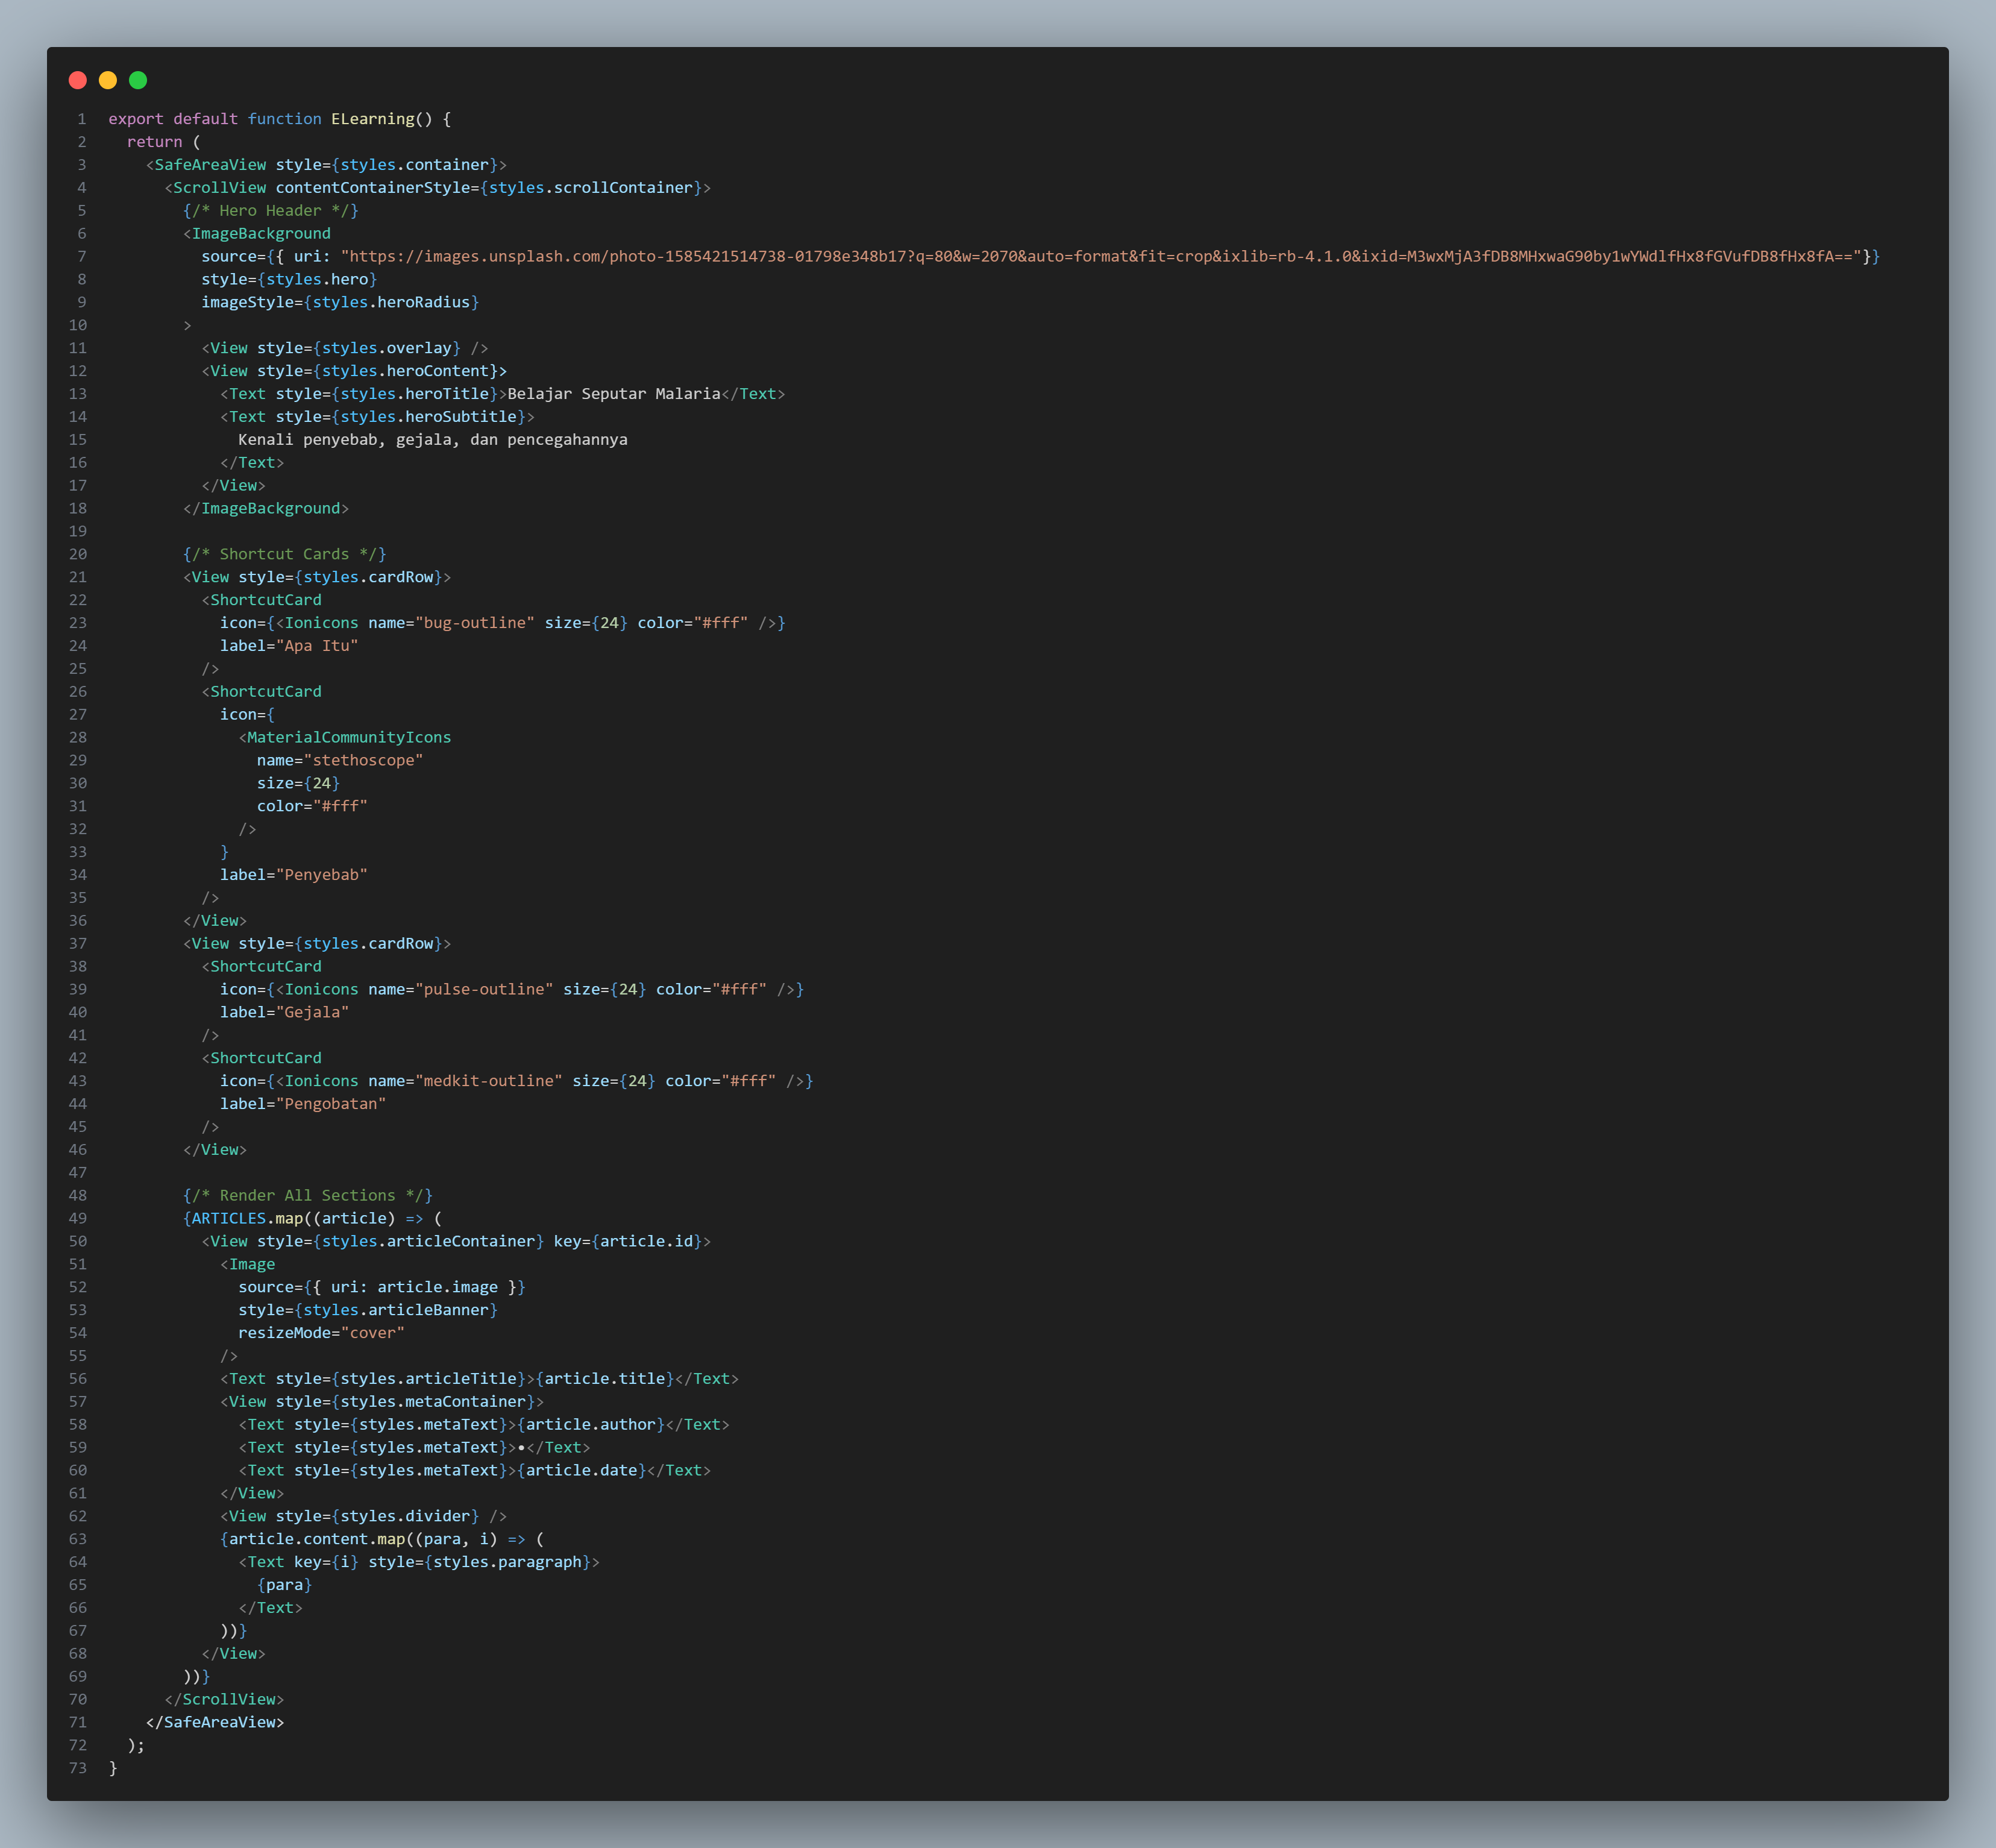 1 export default function ELearning() {
2   return (
3     <SafeAreaView style={styles.container}>
4       <ScrollView contentContainerStyle={styles.scrollContainer}>
5         {/* Hero Header */}
6         <ImageBackground
7           source={{ uri: "https://images.unsplash.com/photo-1585421514738-01798e348b17?q=80&w=2070&auto=format&fit=crop&ixlib=rb-4.1.0&ixid=M3wxMjA3fDB8MHxwaG90by1wYWdlfHx8fGVufDB8fHx8fA=="}}
8           style={styles.hero}
9           imageStyle={styles.heroRadius}
10         >
11           <View style={styles.overlay} />
12           <View style={styles.heroContent}>
13             <Text style={styles.heroTitle}>Belajar Seputar Malaria</Text>
14             <Text style={styles.heroSubtitle}>
15               Kenali penyebab, gejala, dan pencegahannya
16             </Text>
17           </View>
18         </ImageBackground>
19
20         {/* Shortcut Cards */}
21         <View style={styles.cardRow}>
22           <ShortcutCard
23             icon={<Ionicons name="bug-outline" size={24} color="#fff" />}
24             label="Apa Itu"
25           />
26           <ShortcutCard
27             icon={
28               <MaterialCommunityIcons
29                 name="stethoscope"
30                 size={24}
31                 color="#fff"
32               />
33             }
34             label="Penyebab"
35           />
36         </View>
37         <View style={styles.cardRow}>
38           <ShortcutCard
39             icon={<Ionicons name="pulse-outline" size={24} color="#fff" />}
40             label="Gejala"
41           />
42           <ShortcutCard
43             icon={<Ionicons name="medkit-outline" size={24} color="#fff" />}
44             label="Pengobatan"
45           />
46         </View>
47
48         {/* Render All Sections */}
49         {ARTICLES.map((article) => (
50           <View style={styles.articleContainer} key={article.id}>
51             <Image
52               source={{ uri: article.image }}
53               style={styles.articleBanner}
54               resizeMode="cover"
55             />
56             <Text style={styles.articleTitle}>{article.title}</Text>
57             <View style={styles.metaContainer}>
58               <Text style={styles.metaText}>{article.author}</Text>
59               <Text style={styles.metaText}>•</Text>
60               <Text style={styles.metaText}>{article.date}</Text>
61             </View>
62             <View style={styles.divider} />
63             {article.content.map((para, i) => (
64               <Text key={i} style={styles.paragraph}>
65                 {para}
66               </Text>
67             ))}
68           </View>
69         ))}
70       </ScrollView>
71     </SafeAreaView>
72   );
73 }